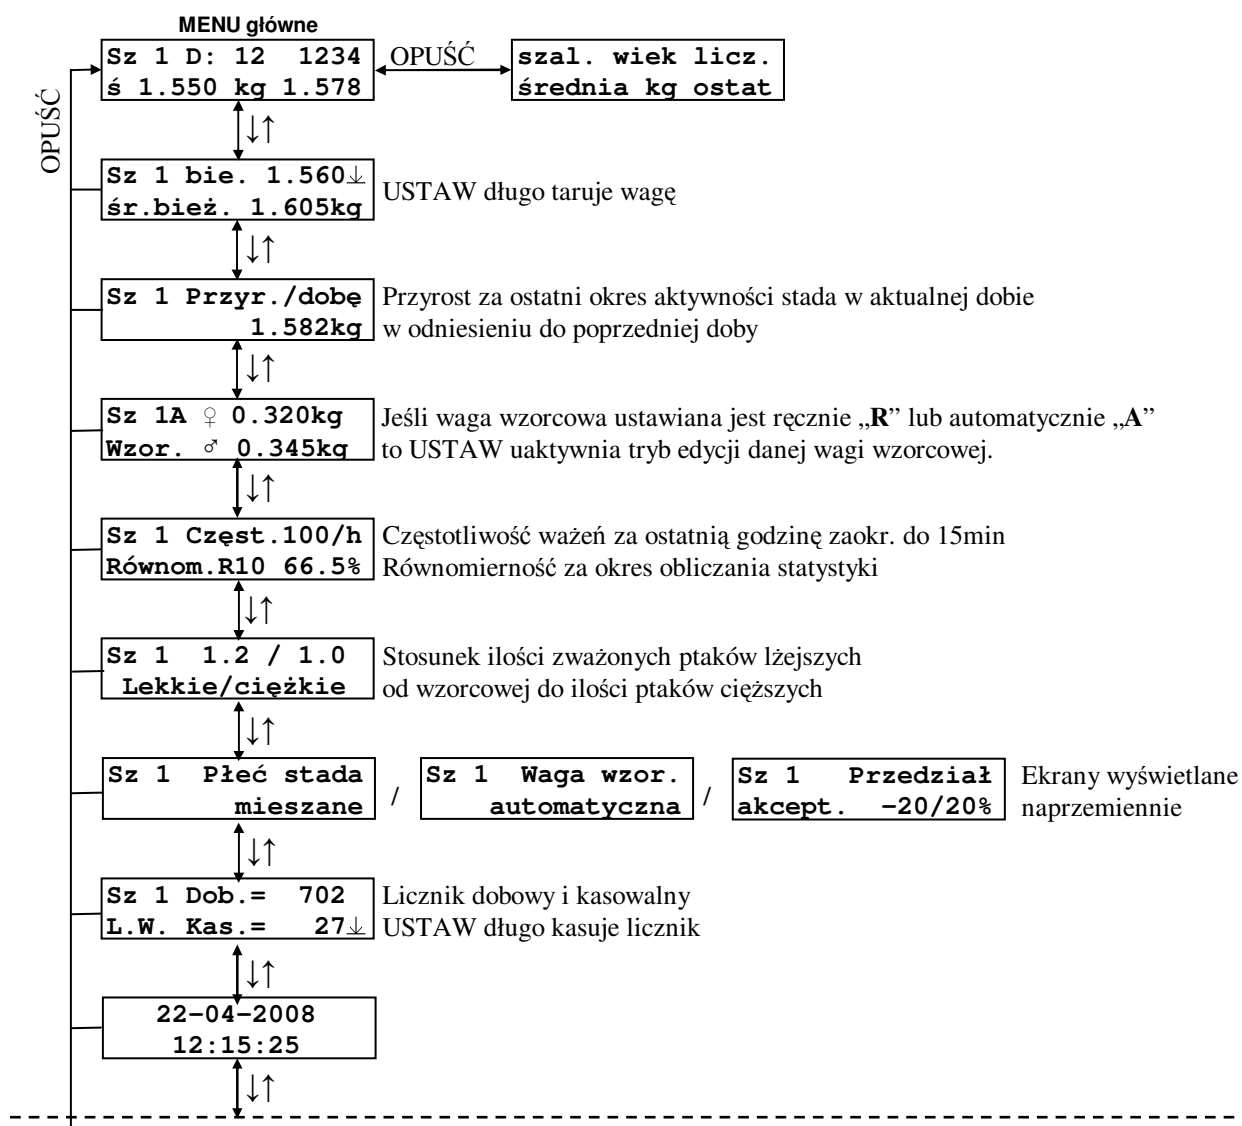 MENU główne
Sz 1 D: 12 1234
ś 1.550 kg 1.578
OPUŚĆ
szal. wiek licz.
średnia kg ostat
OPUŚĆ
↓↑
Sz 1 bie. 1.560↓
śr.bież. 1.605kg
USTAW długo taruje wagę
↓↑
Sz 1 Przyr./dobę
1.582kg
Przyrost za ostatni okres aktywności stada w aktualnej dobie
w odniesieniu do poprzedniej doby
↓↑
Sz 1A ♀ 0.320kg
Wzor. ♂ 0.345kg
Jeśli waga wzorcowa ustawiana jest ręcznie „R” lub automatycznie „A”
to USTAW uaktywnia tryb edycji danej wagi wzorcowej.
↓↑
Sz 1 Częst.100/h
Równom.R10 66.5%
Częstotliwość ważeń za ostatnią godzinę zaokr. do 15min
Równomierność za okres obliczania statystyki
↓↑
Sz 1 1.2 / 1.0
Lekkie/ciężkie
Stosunek ilości zważonych ptaków lżejszych
od wzorcowej do ilości ptaków cięższych
↓↑
Sz 1 Płeć stada
mieszane
/
Sz 1 Waga wzor.
automatyczna
/
Sz 1 Przedział
akcept. -20/20%
Ekrany wyświetlane
naprzemiennie
↓↑
Sz 1 Dob.= 702
L.W. Kas.= 27↓
Licznik dobowy i kasowalny
USTAW długo kasuje licznik
↓↑
22-04-2008
12:15:25
↓↑